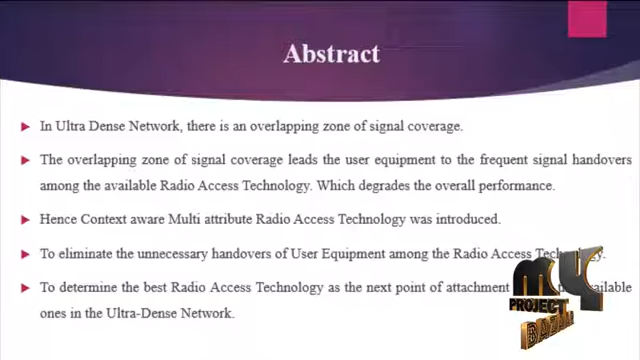 Abstract
In Ultra Dense Network, there is an overlapping zone of signal coverage.
The overlapping zone of signal coverage leads the user equipment to the frequent signal handovers
among the available Radio Access Technology. Which degrades the overall performance.
Hence Context aware Multi attribute Radio Access Technology was introduced.
To eliminate the unnecessary handovers of User Equipment among the Radio Access Technology.
To determine the best Radio Access Technology as the next point of attachment available
ones in the Ultra-Dense Network.
MY
PROJECT
BAZAAR